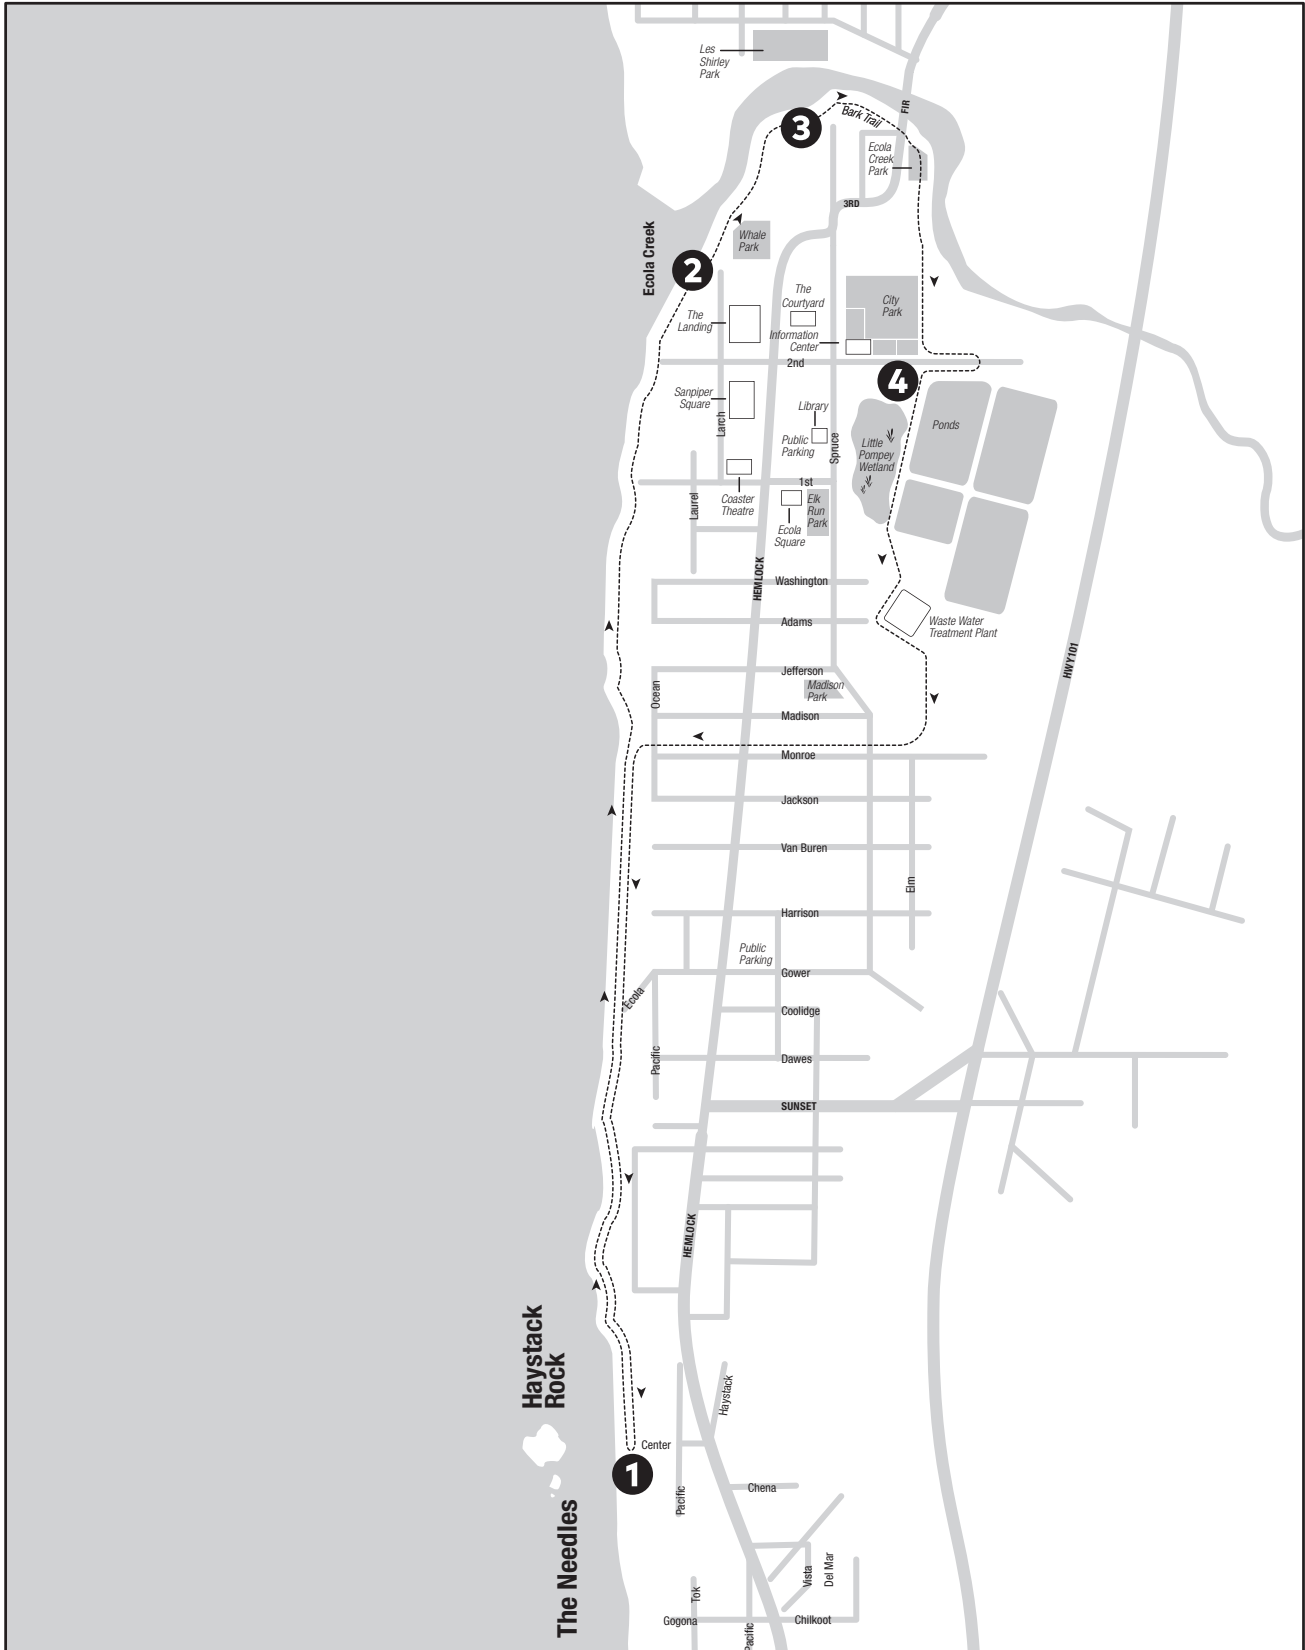 Les
Shirley
Park
3
Bark Trail
FIR
Ecola
Creek
Park
3RD
Ecola Creek
Whale
Park
2
The
Courtyard
City
Park
The
Landing
Information
Center
2nd
4
Sanpiper
Square
Larch
Library
Public
Parking
Spruce
Little
Pompey
Wetland
Ponds
1st
Laurel
Coaster
Theatre
Elk
Run
Park
Ecola
Square
HEMLOCK
Washington
Adams
Waste Water
Treatment Plant
HWY101
Jefferson
Ocean
Madison
Park
Madison
Monroe
Jackson
Van Buren
Elm
Harrison
Public
Parking
Gower
Ecola
Coolidge
Pacific
Dawes
SUNSET
HEMLOCK
Haystack
Rock
Haystack
Center
1
Pacific
Chena
The Needles
Vista
Del Mar
Tok
Gogona
Chilkoot
Pacific